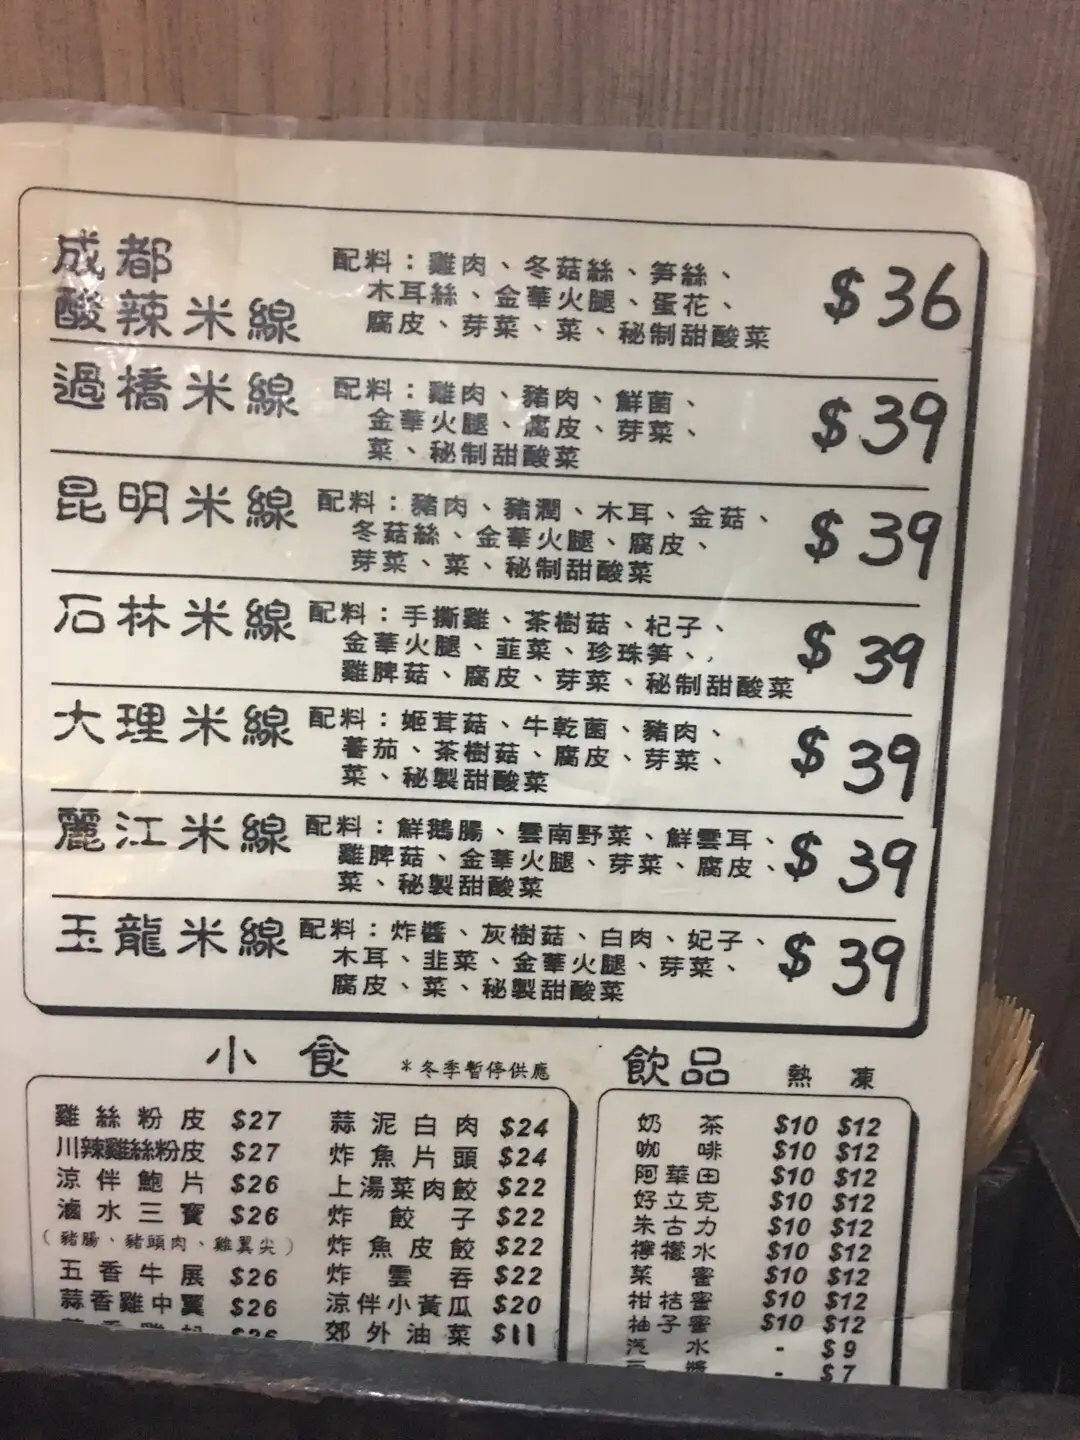 成都
酸辣米線
配料：雞肉、冬菇絲、笋絲、
木耳絲、金華火腿、蛋花、
腐皮、芽菜、菜、秘制甜酸菜
$36
過橋米線
配料：雞肉、豬肉、鮮菌、
金華火腿、腐皮、芽菜、
菜、秘制甜酸菜
$39
昆明米線
配料：豬肉、豬潤、木耳、金菇、
冬菇絲、金華火腿、腐皮、
芽菜、菜、秘制甜酸菜
$39
石林米線
配料：手撕雞、茶樹菇、杞子、
金華火腿、韮菜、珍珠笋、
雞脾菇、腐皮、芽菜、秘制甜酸菜
$39
大理米線
配料：姬茸菇、牛乾菌、豬肉、
蕃茄、茶樹菇、腐皮、芽菜、
菜、秘製甜酸菜
$39
麗江米線
配料：鮮鵝腸、雲南野菜、鮮雲耳、
雞脾菇、金華火腿、芽菜、腐皮、
菜、秘製甜酸菜
$39
玉龍米線
配料：炸醬、灰樹菇、白肉、妃子、
木耳、韭菜、金華火腿、芽菜、
腐皮、菜、秘製甜酸菜
$39
小食 *冬季暫停供應
雞絲粉皮 $27
川辣雞絲粉皮 $27
涼伴鮑片 $26
滷水三寶 $26
（豬腸、豬頭肉、雞翼尖）
五香牛展 $26
蒜香雞中翼 $26
$26
蒜泥白肉 $24
炸魚片頭 $24
上湯菜肉餃 $22
炸餃子 $22
炸魚皮餃 $22
炸雲吞 $22
涼伴小黃瓜 $20
郊外油菜 $11
飲品 熱 凍
奶茶 $10 $12
咖啡 $10 $12
阿華田 $10 $12
好立克 $10 $12
朱古力 $10 $12
檸檬水 $10 $12
菜蜜 $10 $12
柑桔蜜 $10 $12
柚子蜜 $10 $12
汽水 - $9
- $7